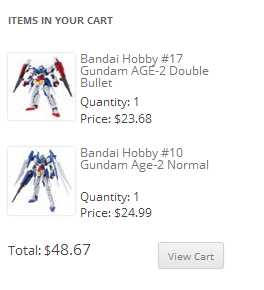 ITEMS IN YOUR CART
Bandai Hobby #17
Gundam AGE-2 Double
Bullet
Quantity: 1
Price: $23.68
Bandai Hobby #10
Gundam Age-2 Normal
Quantity: 1
Price: $24.99
Total: $48.67
View Cart